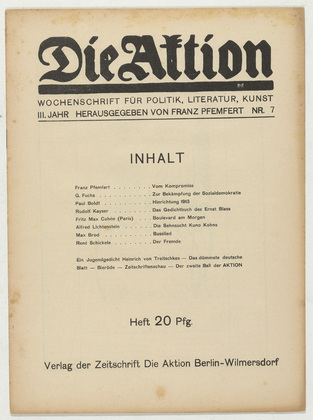 Die Aktion
WOCHENSCHRIFT FÜR POLITIK, LITERATUR, KUNST
III. JAHR HERAUSGEGEBEN VON FRANZ PFEMFERT NR. 7
INHALT
Franz Pfemfert . . . . . . . Vom Kompromiss
G. Fuchs . . . . . . . . . . Zur Bekämpfung der Sozialdemokratie
Paul Boldt . . . . . . . . . Hinrichtung 1913
Rudolf Kayser . . . . . . . Das Gedichtbuch des Ernst Blass
Fritz Max Cahén (Paris) . . . . Boulevard am Morgen
Alfred Lichtenstein . . . . . Die Sehnsucht Kuno Kohns
Max Brod . . . . . . . . .
René Schickele . . . . . . . Der Fremde
Ein Jugendgedicht Heinrich von Treitschkes — Das dümmste deutsche
Blatt — — Zeitschriftenschau — Der zweite Ball der AKTION
Heft 20 Pfg.
Verlag der Zeitschrift Die Aktion Berlin-Wilmersdorf